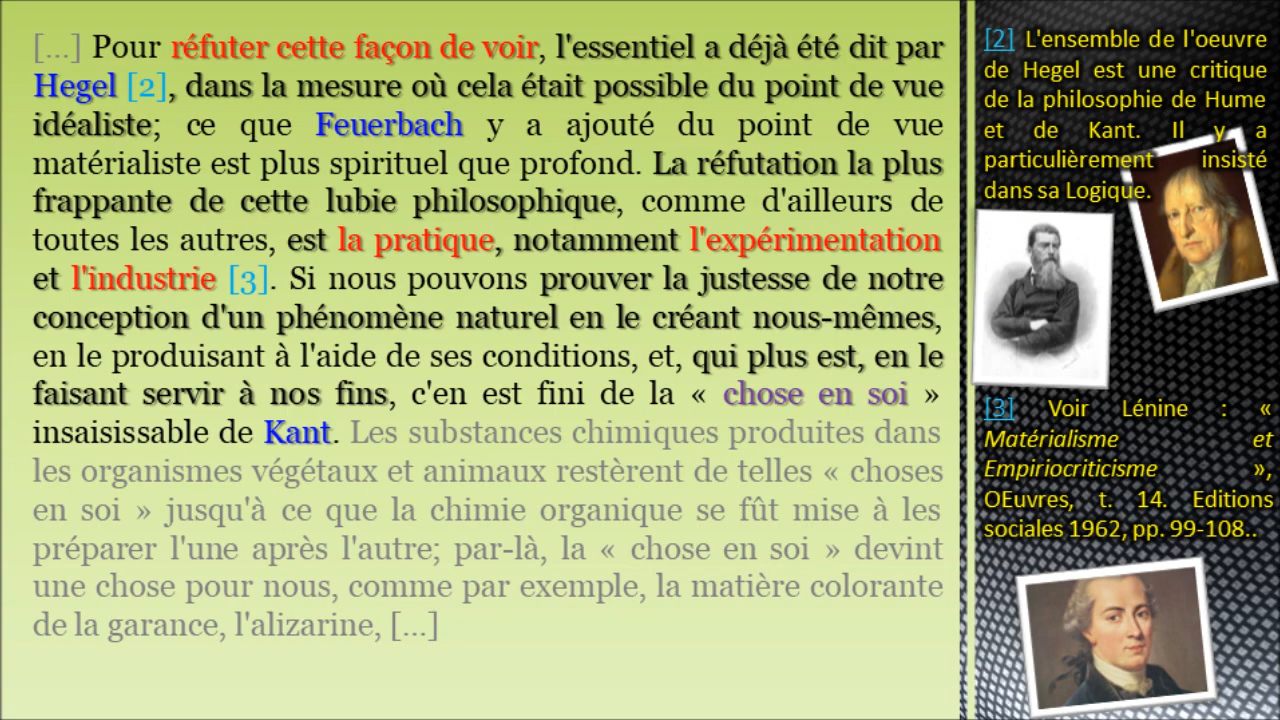 [...] Pour réfuter cette façon de voir, l'essentiel a déjà été dit par
Hegel [2], dans la mesure où cela était possible du point de vue
idéaliste; ce que Feuerbach y a ajouté du point de vue
matérialiste est plus spirituel que profond. La réfutation la plus
frappante de cette lubie philosophique, comme d'ailleurs de
toutes les autres, est la pratique, notamment l'expérimentation
et l'industrie [3]. Si nous pouvons prouver la justesse de notre
conception d'un phénomène naturel en le créant nous-mêmes,
en le produisant à l'aide de ses conditions, et, qui plus est, en le
faisant servir à nos fins, c'en est fini de la « chose en soi »
insaisissable de Kant. Les substances chimiques produites dans
les organismes végétaux et animaux restèrent de telles « choses
en soi » jusqu'à ce que la chimie organique se fût mise à les
préparer l'une après l'autre; par-là, la « chose en soi » devint
une chose pour nous, comme par exemple, la matière colorante
de la garance, l'alizarine, [...]
[2] L'ensemble de l'oeuvre
de Hegel est une critique
de la philosophie de Hume
et de Kant. Il y a
particulièrement insisté
dans sa Logique.
[3] Voir Lénine : «
Matérialisme et
Empiriocriticisme »,
OEuvres, t. 14. Editions
sociales 1962, pp. 99-108..